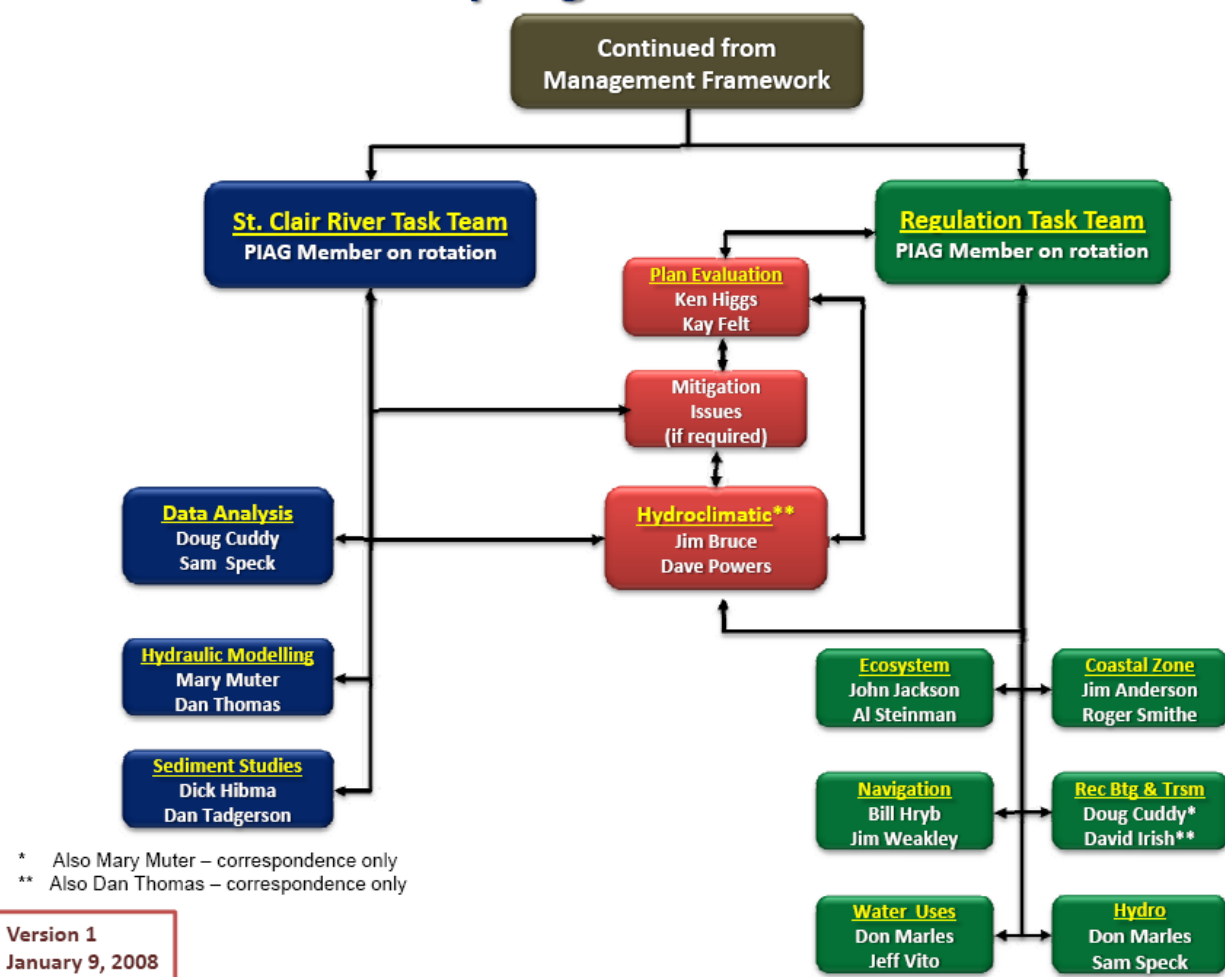 Continued from
Management Framework
St. Clair River Task Team
PIAG Member on rotation
Regulation Task Team
PIAG Member on rotation
Plan Evaluation
Ken Higgs
Kay Felt
Mitigation
Issues
(if required)
Hydroclimatic**
Jim Bruce
Dave Powers
Data Analysis
Doug Cuddy
Sam Speck
Hydraulic Modelling
Mary Muter
Dan Thomas
Sediment Studies
Dick Hibma
Dan Tadgerson
Ecosystem
John Jackson
Al Steinman
Coastal Zone
Jim Anderson
Roger Smithe
Navigation
Bill Hryb
Jim Weakley
Rec Btg & Trsm
Doug Cuddy*
David Irish**
Water Uses
Don Marles
Jeff Vito
Hydro
Don Marles
Sam Speck
* Also Mary Muter – correspondence only
** Also Dan Thomas – correspondence only
Version 1
January 9, 2008